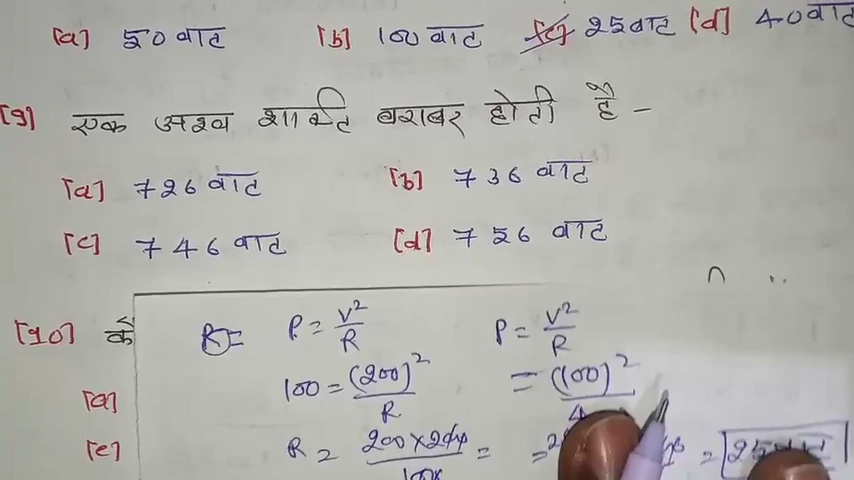 [a] 50 वाट [b] 100 वाट [c] 25 वाट [d] 40 वाट
[9] एक अश्व शक्ति बराबर होती है -
[a] 726 वाट [b] 736 वाट
[c] 746 वाट [d] 756 वाट
[10] कै R= P = V²/R P = V²/R
[a] 100 = (200)²/R = (100)²/4
[c] R = 200×200/100 = = =